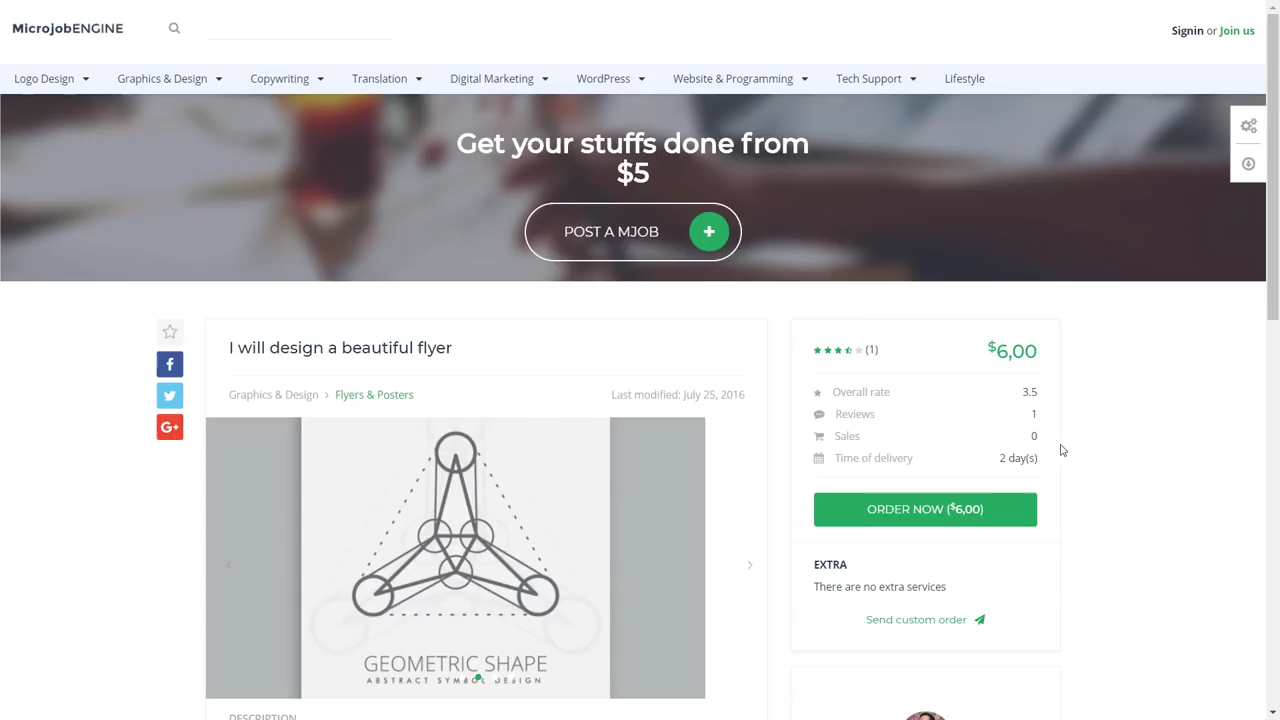 MicrojobENGINE
Signin or Join us
Logo Design Graphics & Design Copywriting Translation Digital Marketing WordPress Website & Programming Tech Support Lifestyle
Get your stuffs done from
$5
POST A MJOB
I will design a beautiful flyer
Graphics & Design > Flyers & Posters Last modified: July 25, 2016
f
G+
GEOMETRIC SHAPE
ABSTRACT SYMBOL DESIGN
DESCRIPTION
(1) $6,00
Overall rate 3.5
Reviews 1
Sales 0
Time of delivery 2 day(s)
ORDER NOW ($6,00)
EXTRA
There are no extra services
Send custom order